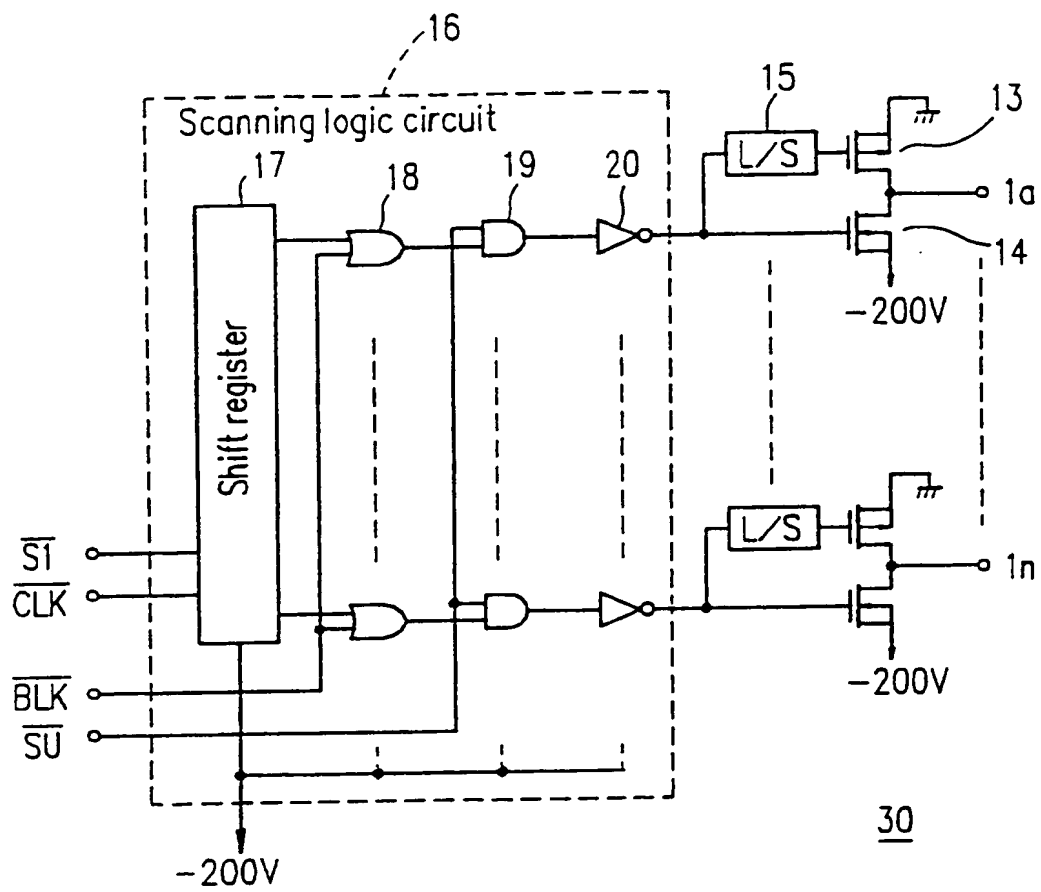 16
Scanning logic circuit
17
18
19
20
15
L/S
13
1a
14
-200V
Shift register
L/S
1n
-200V
S1̅
CLK̅
BLK̅
SU̅
-200V
30